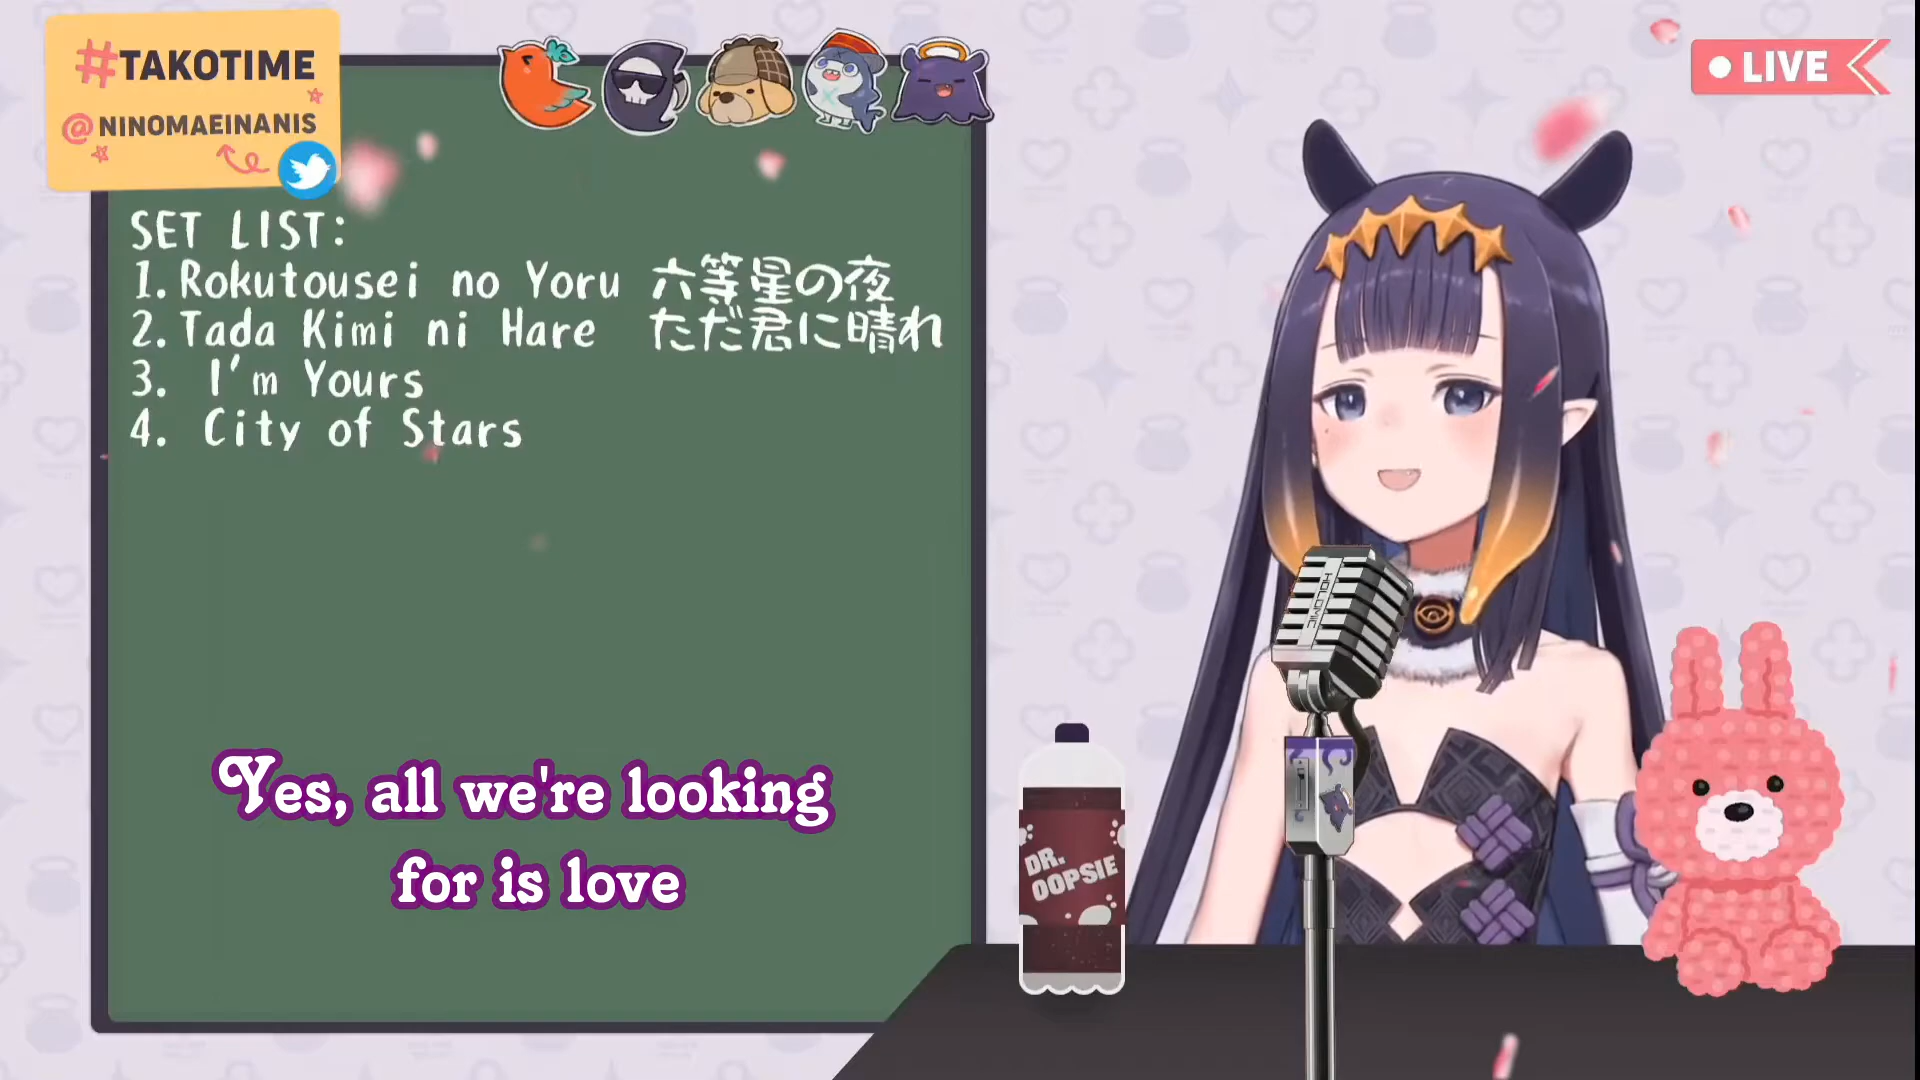 #TAKOTIME
@NINOMAEINANIS
LIVE
SET LIST:
1. Rokutousei no Yoru 六等星の夜
2. Tada Kimi ni Hare ただ君に晴れ
3. I'm Yours
4. City of Stars
HOLOMIC
DR.
OOPSIE
Yes, all we're looking
for is love